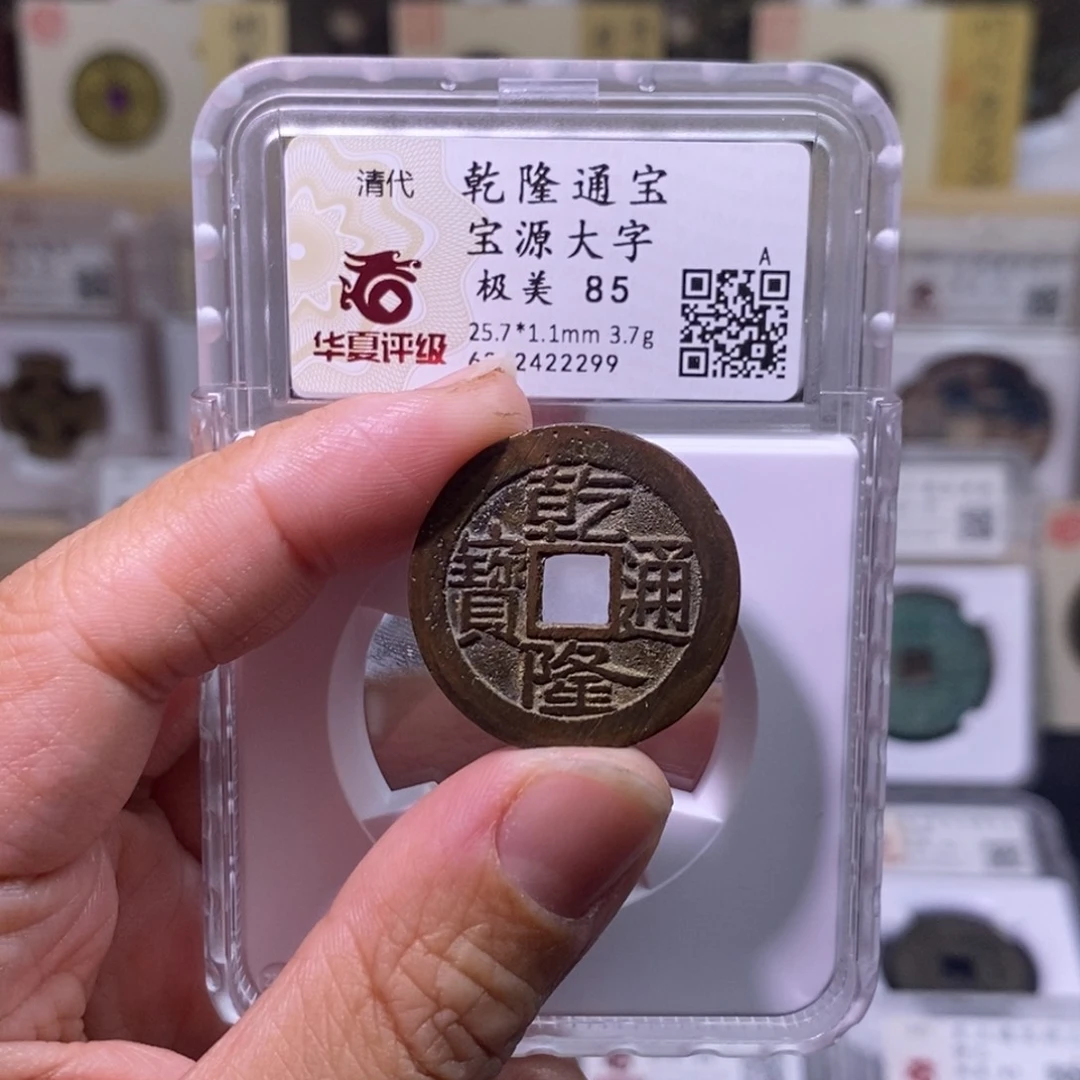 清代
乾隆通宝
宝源大字
极美 85
华夏评级
25.7*1.1mm 3.7g
2422299
A
乾隆通寶